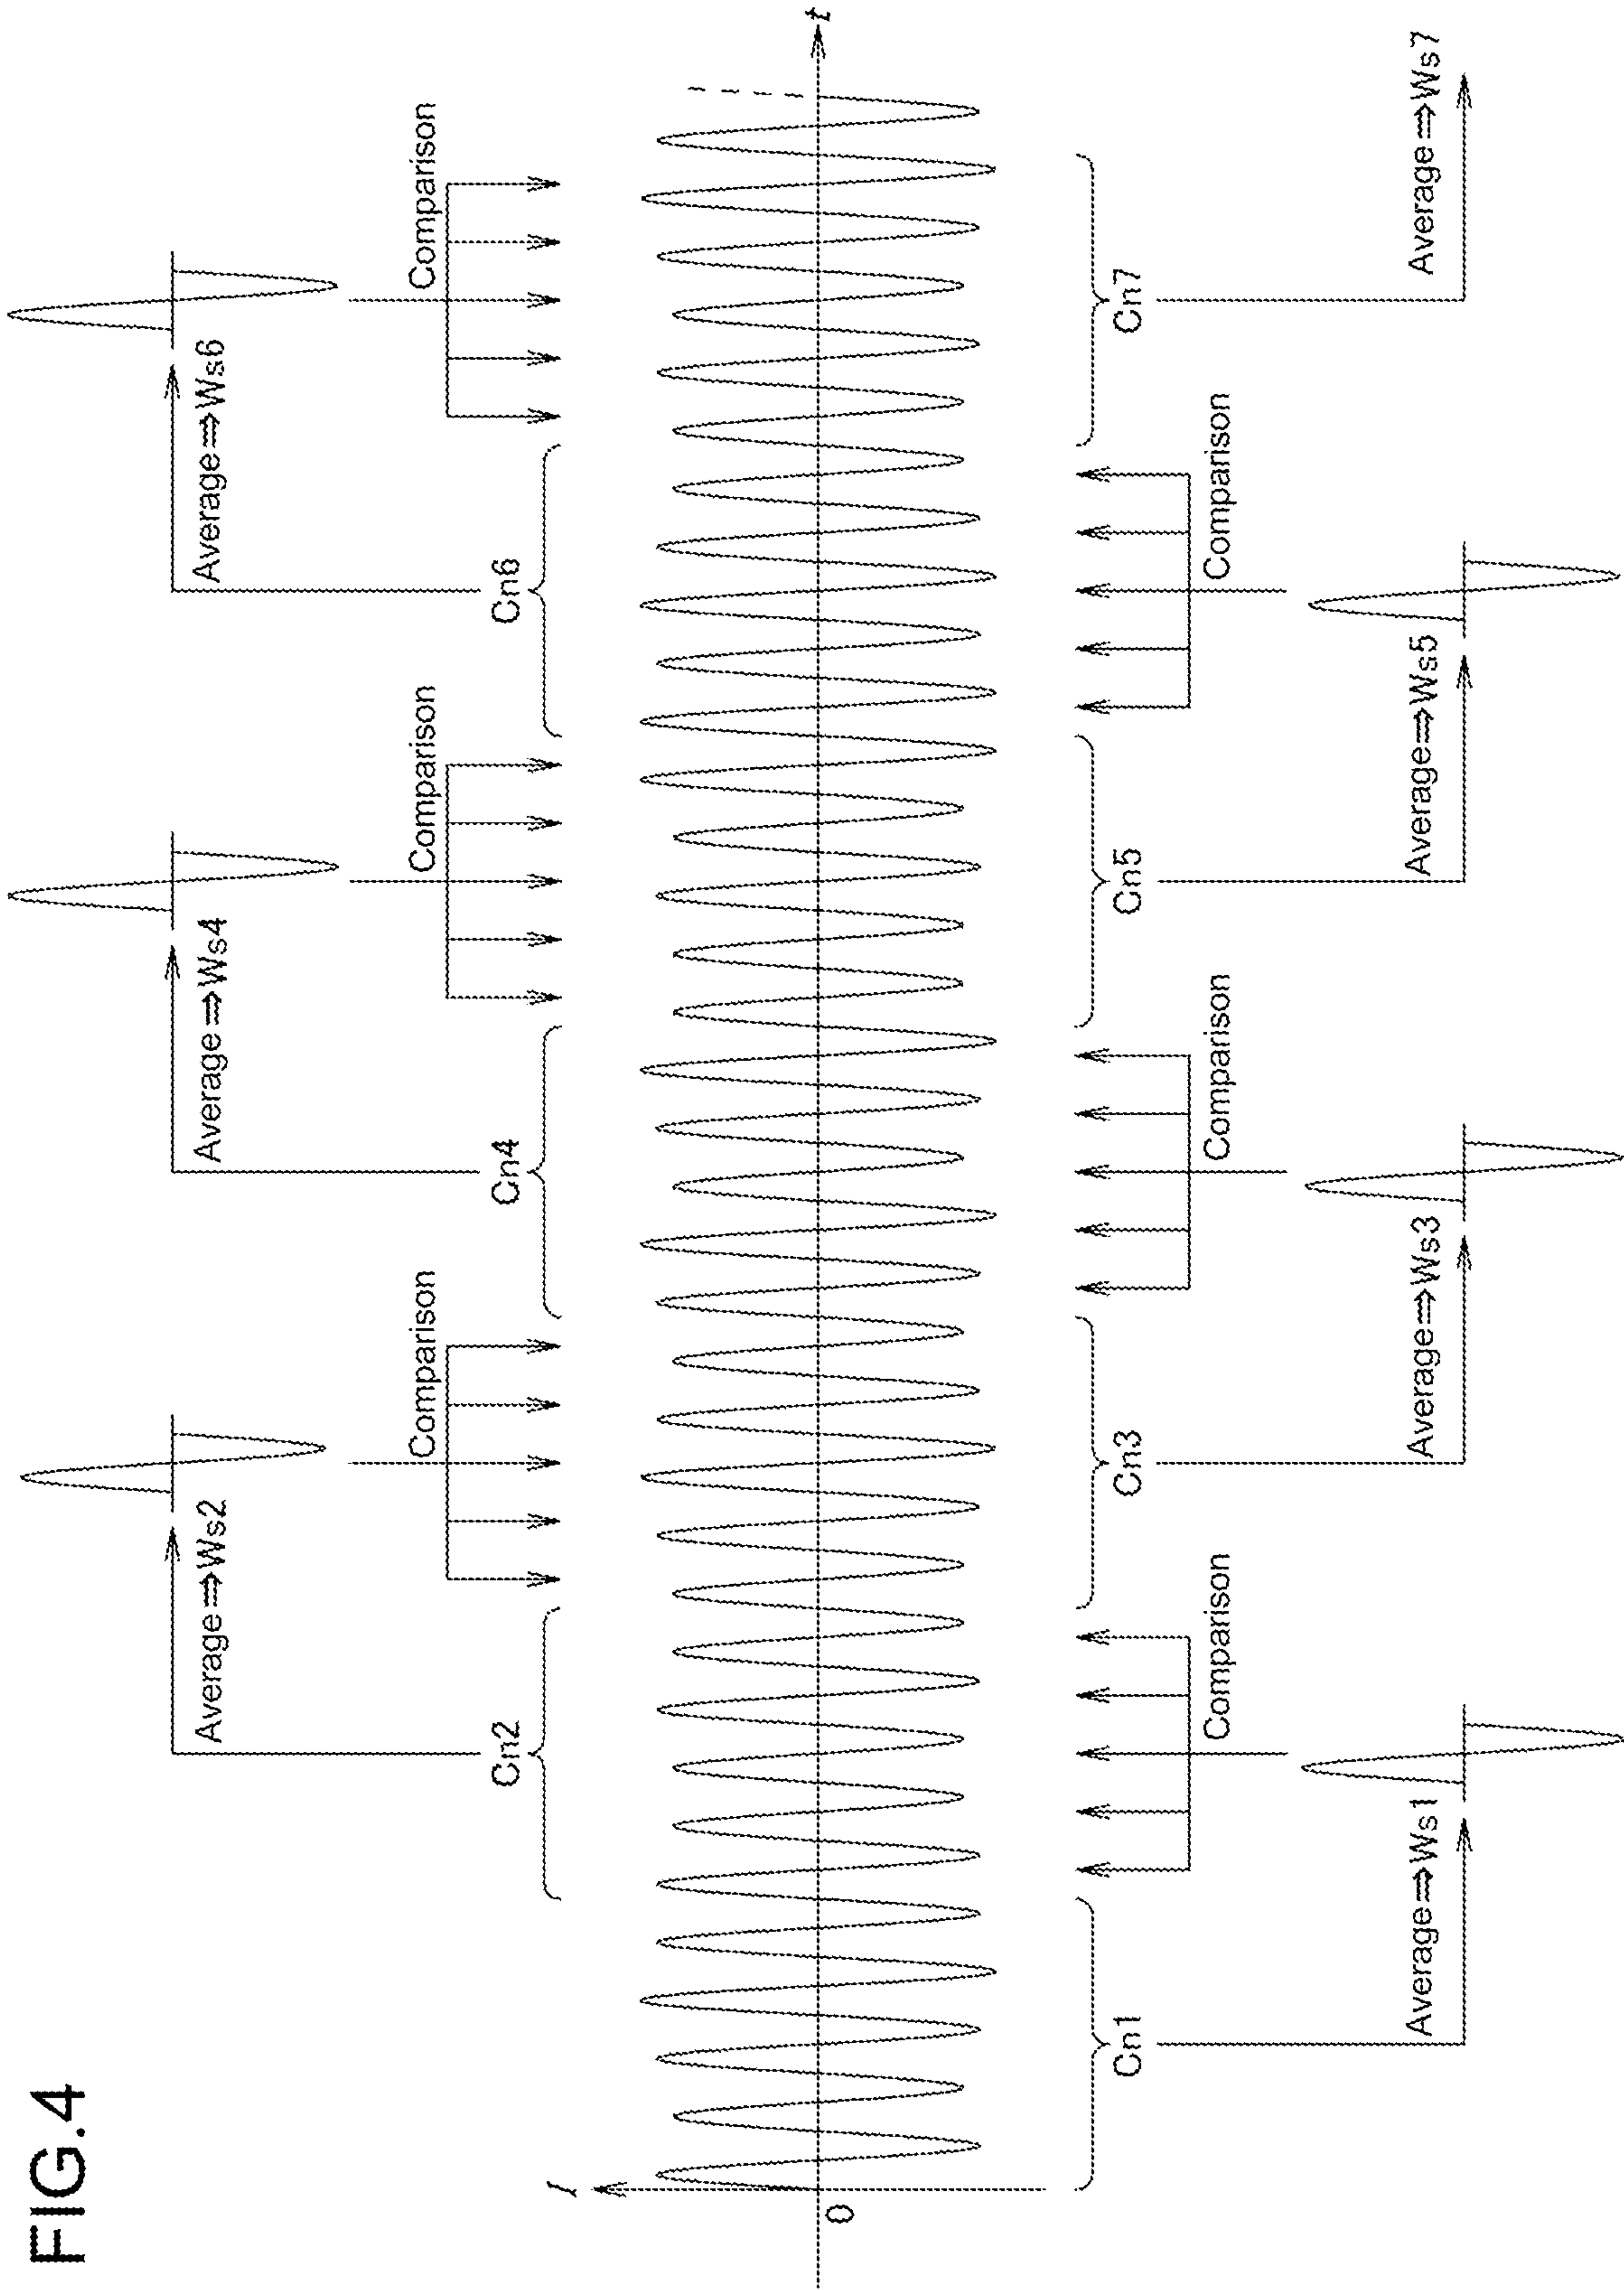 FIG.4
Average⇒Ws2
Average⇒Ws4
Average⇒Ws6
Comparison
Comparison
Comparison
Cn2
Cn4
Cn6
I
t
0
Cn1
Cn3
Cn5
Cn7
Comparison
Comparison
Comparison
Average⇒Ws1
Average⇒Ws3
Average⇒Ws5
Average⇒Ws7